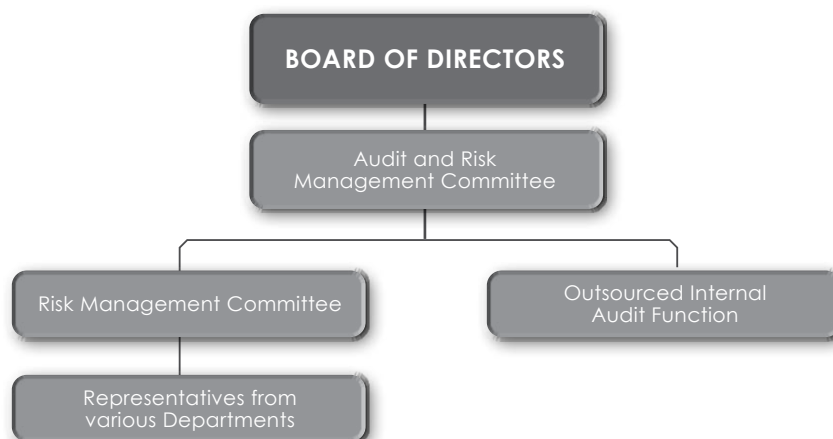 BOARD OF DIRECTORS
Audit and Risk
Management Committee
Risk Management Committee
Outsourced Internal
Audit Function
Representatives from
various Departments